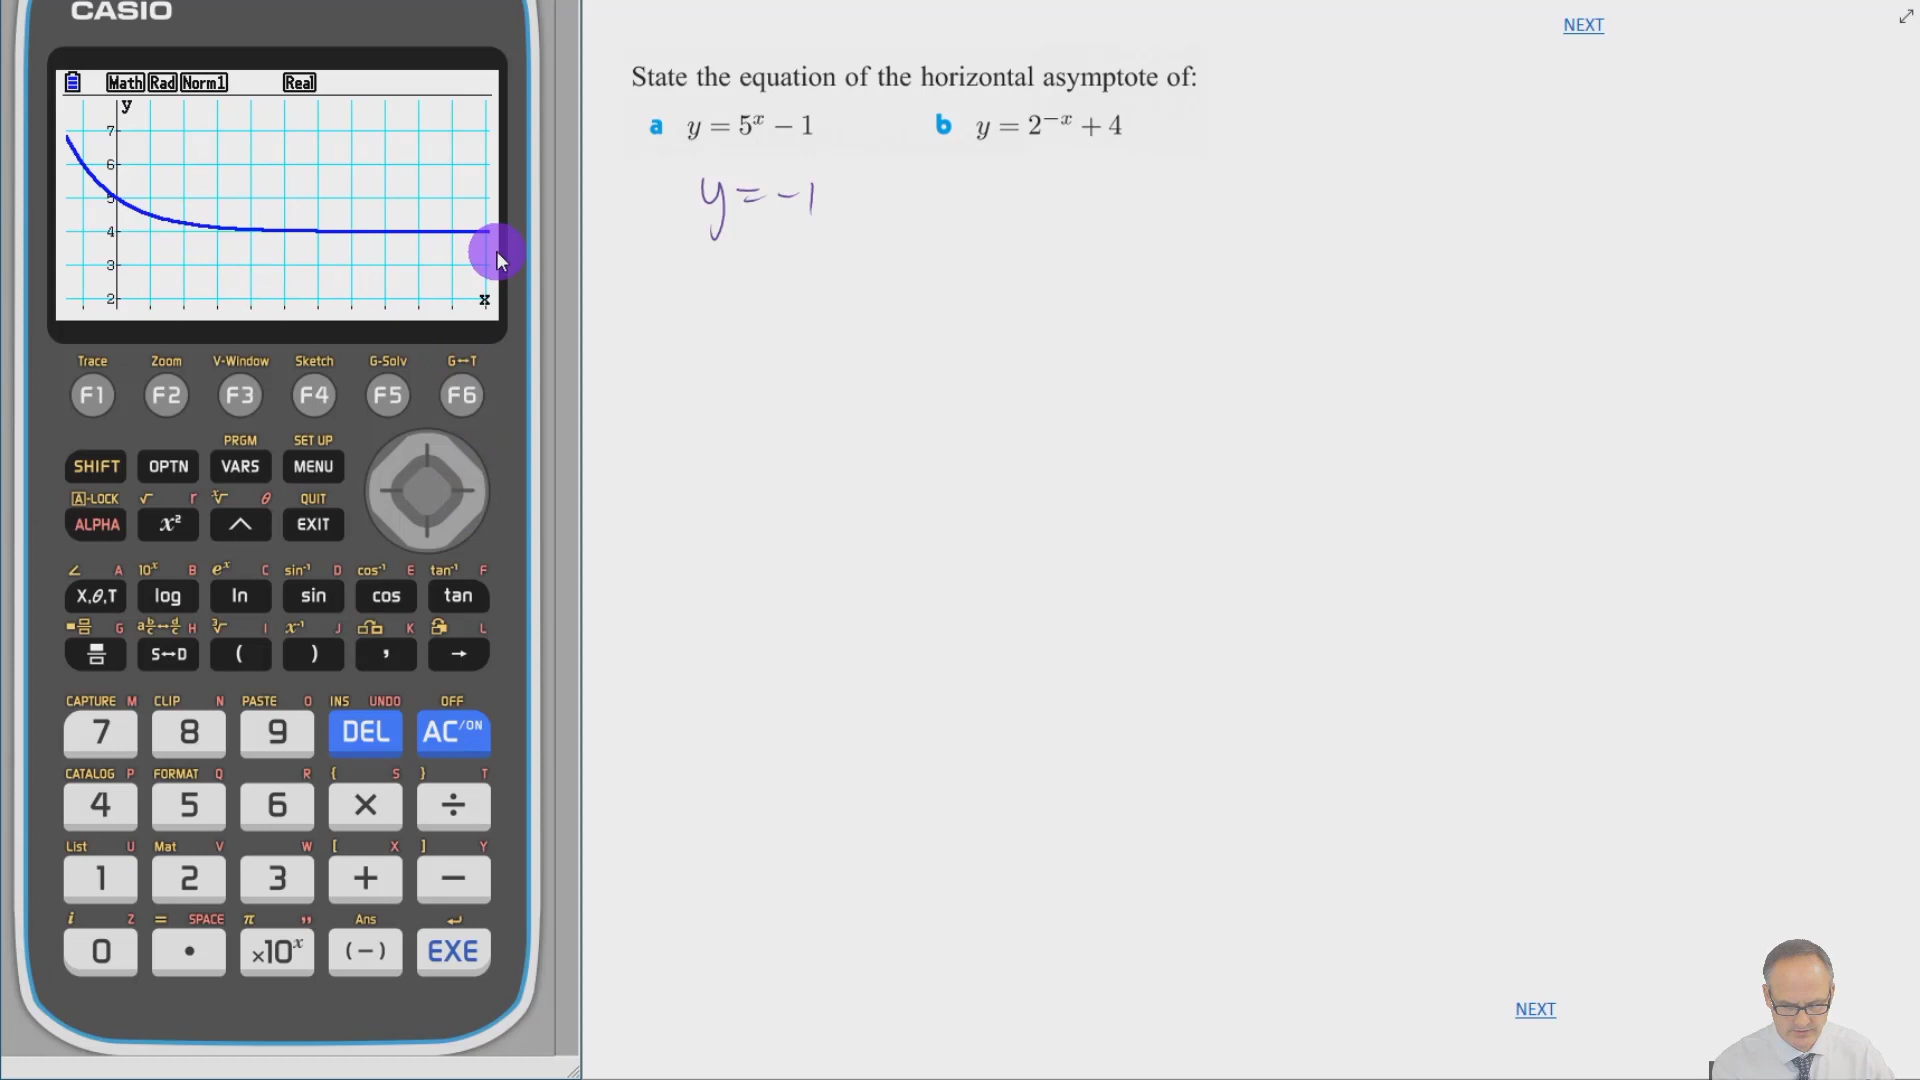 CASIO
Math Rad Norm1 Real
y
7
6
5
4
3
2
x
Trace Zoom V-Window Sketch G-Solv G↔T
F1 F2 F3 F4 F5 F6
PRGM SET UP
SHIFT OPTN VARS MENU
A-LOCK √ r ˣ√ θ QUIT
ALPHA x² ^ EXIT
∠ A 10ˣ B eˣ C sin⁻¹ D cos⁻¹ E tan⁻¹ F
X,θ,T log ln sin cos tan
G a b/c↔d/c H ³√ I x⁻¹ J K L
S↔D ( ) , →
CAPTURE M CLIP N PASTE O INS UNDO OFF
7 8 9 DEL AC/ON
CATALOG P FORMAT Q R { S } T
4 5 6 × ÷
List U Mat V W [ X ] Y
1 2 3 + −
i Z = SPACE π " Ans ↵
0 • ×10ˣ (−) EXE
NEXT
State the equation of the horizontal asymptote of:
a y = 5ˣ − 1 b y = 2⁻ˣ + 4
y = -1
NEXT